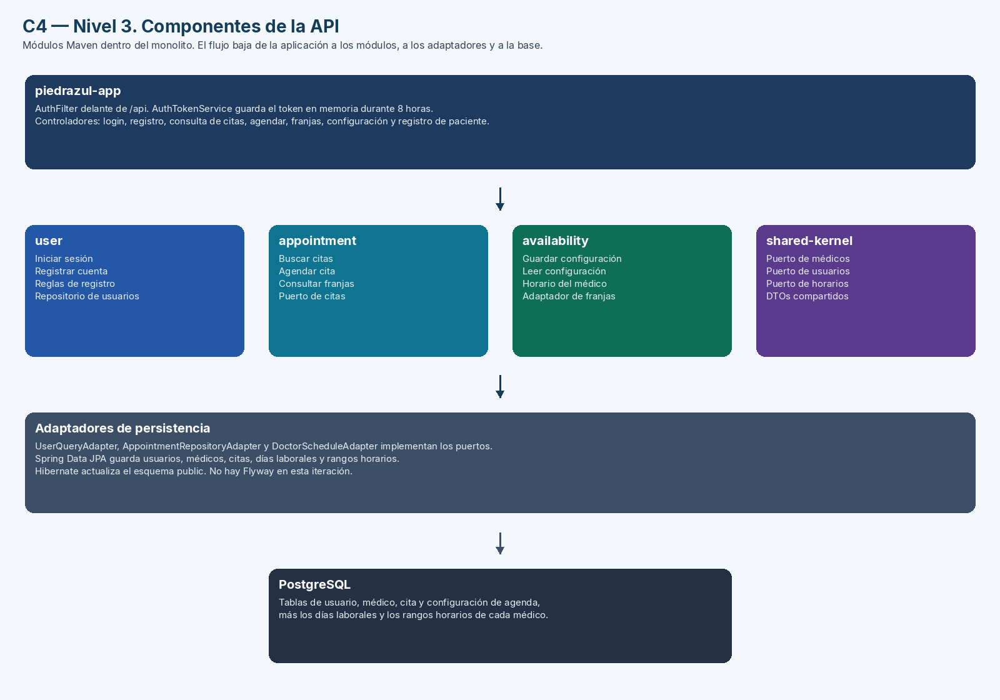 C4 — Nivel 3. Componentes de la API
Módulos Maven dentro del monolito. El flujo baja de la aplicación a los módulos, a los adaptadores y a la base.
piedrazul-app
AuthFilter delante de /api. AuthTokenService guarda el token en memoria durante 8 horas.
Controladores: login, registro, consulta de citas, agendar, franjas, configuración y registro de paciente.
user
Iniciar sesión
Registrar cuenta
Reglas de registro
Repositorio de usuarios
appointment
Buscar citas
Agendar cita
Consultar franjas
Puerto de citas
availability
Guardar configuración
Leer configuración
Horario del médico
Adaptador de franjas
shared-kernel
Puerto de médicos
Puerto de usuarios
Puerto de horarios
DTOs compartidos
Adaptadores de persistencia
UserQueryAdapter, AppointmentRepositoryAdapter y DoctorScheduleAdapter implementan los puertos.
Spring Data JPA guarda usuarios, médicos, citas, días laborales y rangos horarios.
Hibernate actualiza el esquema public. No hay Flyway en esta iteración.
PostgreSQL
Tablas de usuario, médico, cita y configuración de agenda,
más los días laborales y los rangos horarios de cada médico.